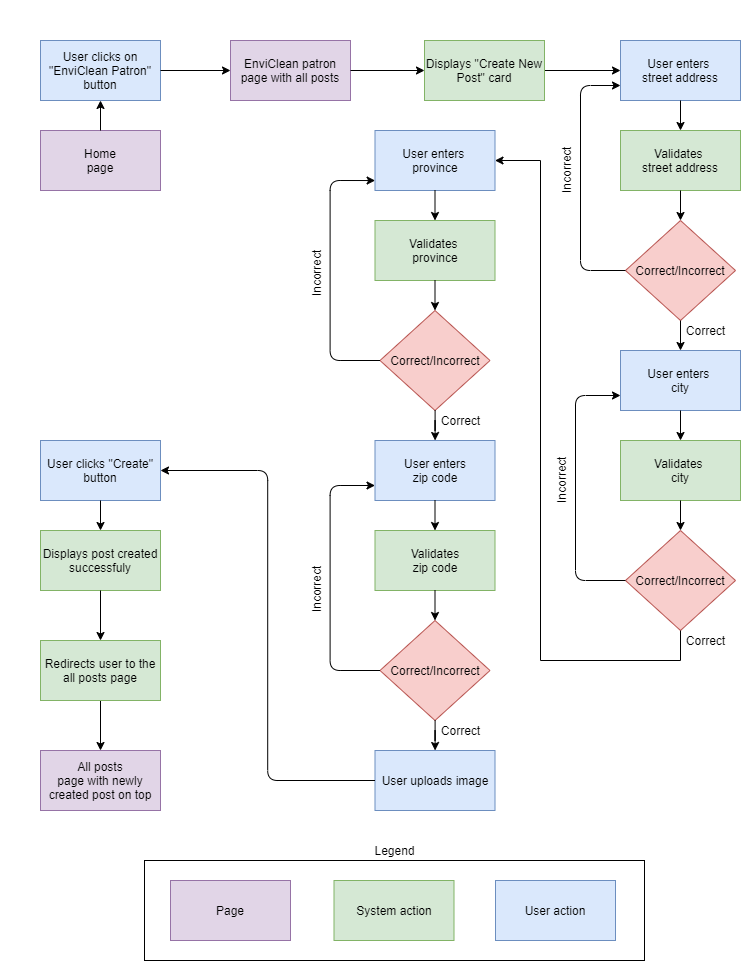 User clicks on
"EnviClean Patron"
button
EnviClean patron
page with all posts
Displays "Create New
Post" card
User enters
street address
Home
page
User enters
province
Incorrect
Validates
street address
Incorrect
Validates
province
Correct/Incorrect
Correct
Correct/Incorrect
Correct
User enters
city
User clicks "Create"
button
User enters
zip code
Incorrect
Validates
city
Displays post created
successfuly
Incorrect
Validates
zip code
Correct/Incorrect
Correct
Redirects user to the
all posts page
Correct/Incorrect
Correct
All posts
page with newly
created post on top
User uploads image
Legend
Page
System action
User action